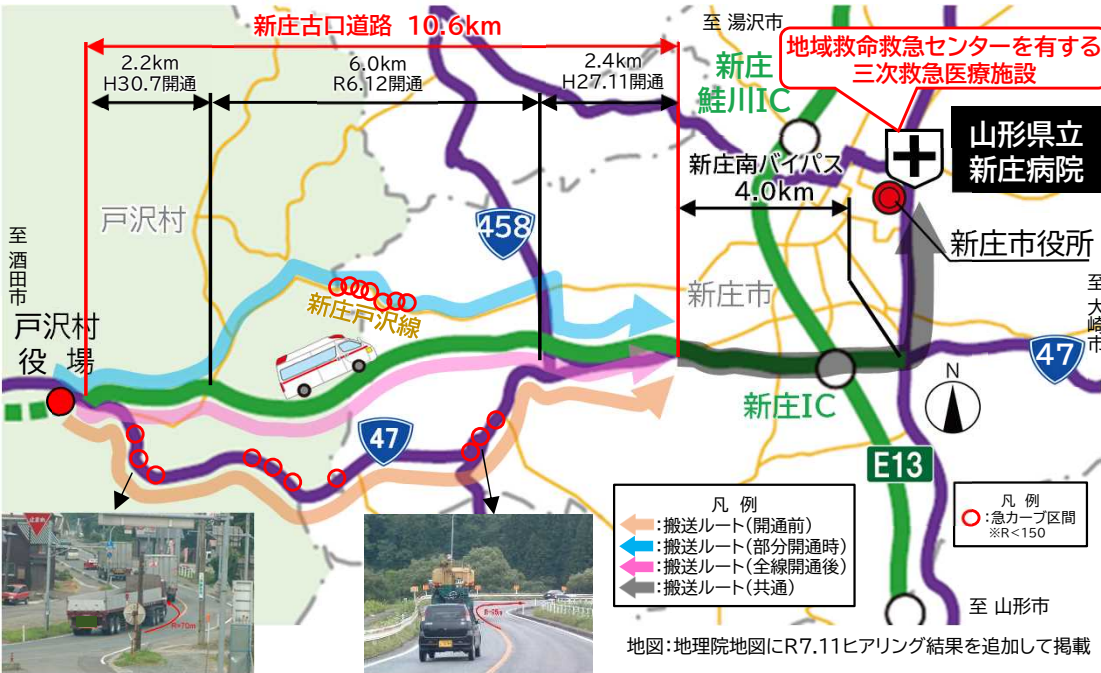 新庄古口道路 10.6km
2.2km
H30.7開通
6.0km
R6.12開通
2.4km
H27.11開通
至 湯沢市
新庄
鮭川IC
地域救命救急センターを有する
三次救急医療施設
山形県立
新庄病院
新庄南バイパス
4.0km
戸沢村
458
新庄市役所
至 酒田市
新庄戸沢線
新庄市
至 大崎市
戸沢村
役 場
47
N
新庄IC
47
E13
凡 例
:搬送ルート(開通前)
:搬送ルート(部分開通時)
:搬送ルート(全線開通後)
:搬送ルート(共通)
凡 例
:急カーブ区間
※R<150
R=70m
至 山形市
地図:地理院地図にR7.11ヒアリング結果を追加して掲載